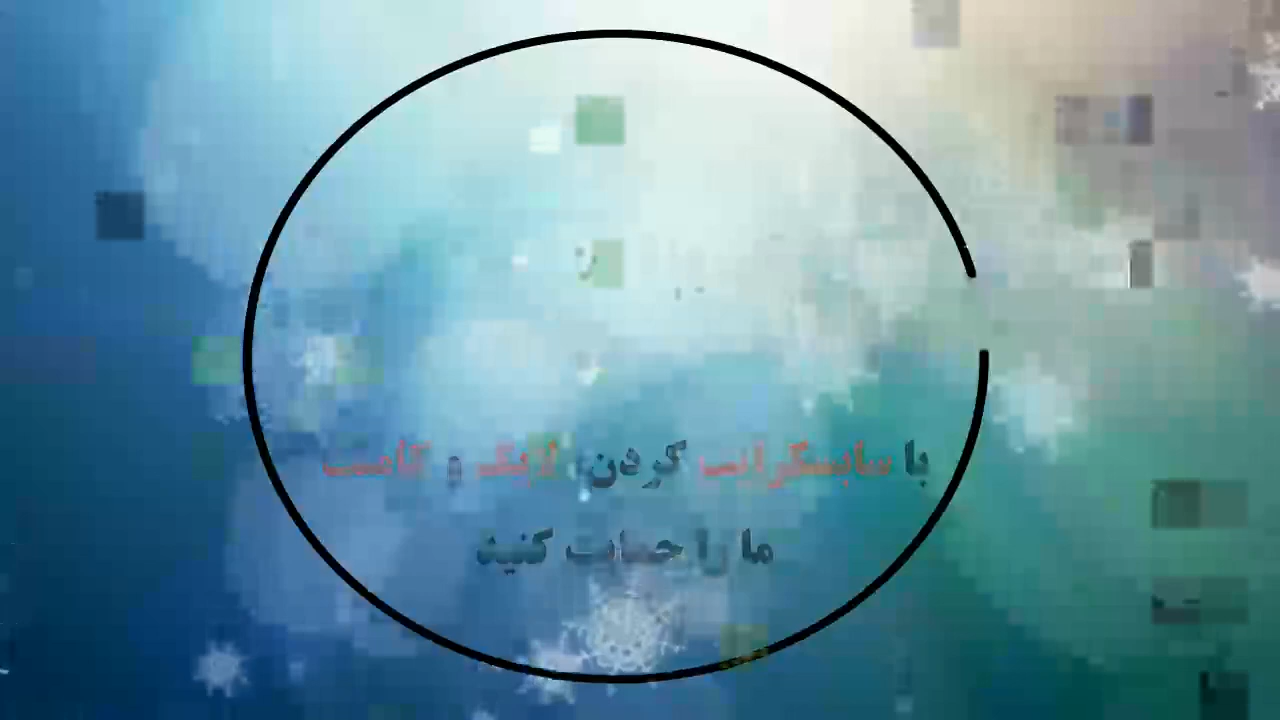 با سابسکرایب کردن، لایک و کامنت
ما را حمایت کنید